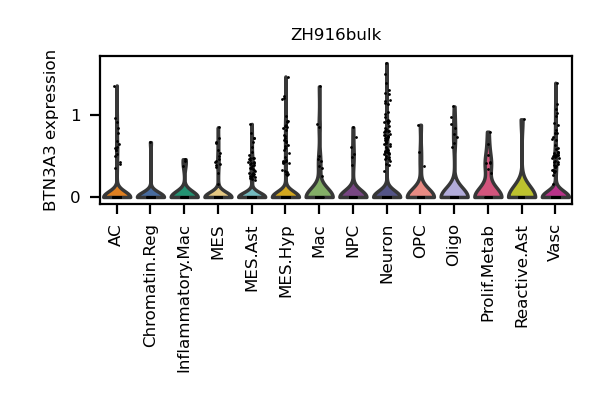 ZH916bulk
BTN3A3 expression
1
0
AC
Chromatin.Reg
Inflammatory.Mac
MES
MES.Ast
MES.Hyp
Mac
NPC
Neuron
OPC
Oligo
Prolif.Metab
Reactive.Ast
Vasc